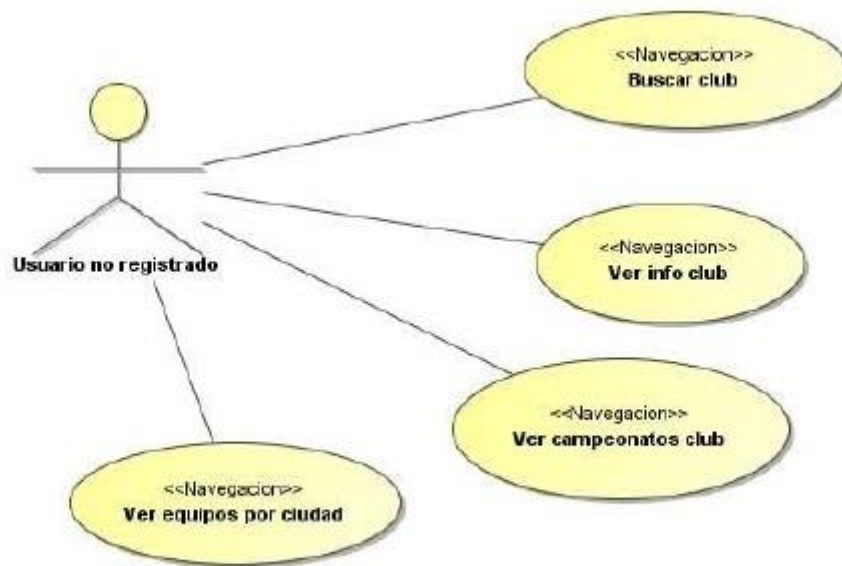 <<Navegacion>>
Buscar club
<<Navegacion>>
Ver info club
Usuario no registrado
<<Navegacion>>
Ver campeonatos club
<<Navegacion>>
Ver equipos por ciudad